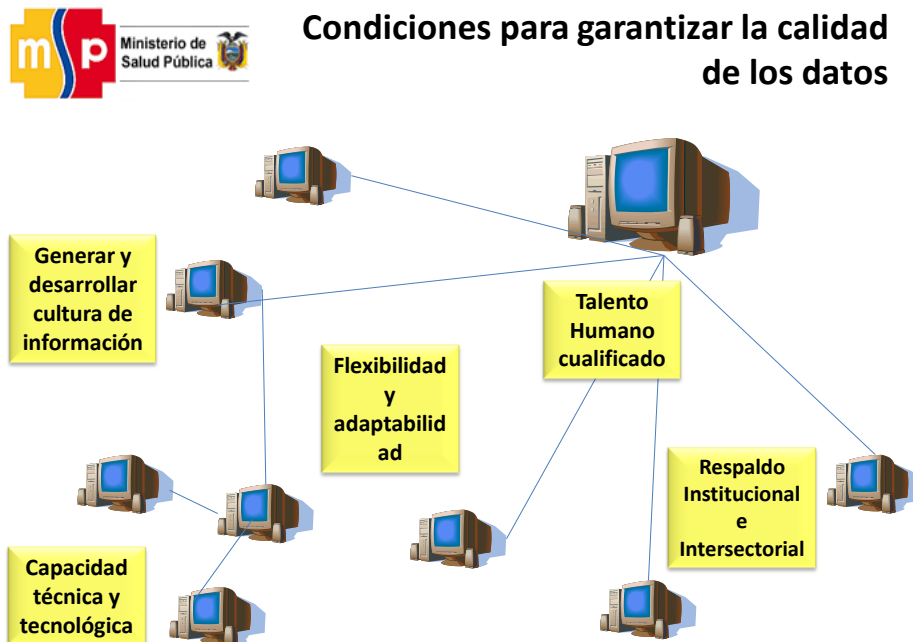 msp
Ministerio de
Salud Pública
Condiciones para garantizar la calidad
de los datos
Generar y
desarrollar
cultura de
información
Talento
Humano
cualificado
Flexibilidad
y
adaptabilid
ad
Respaldo
Institucional
e
Intersectorial
Capacidad
técnica y
tecnológica